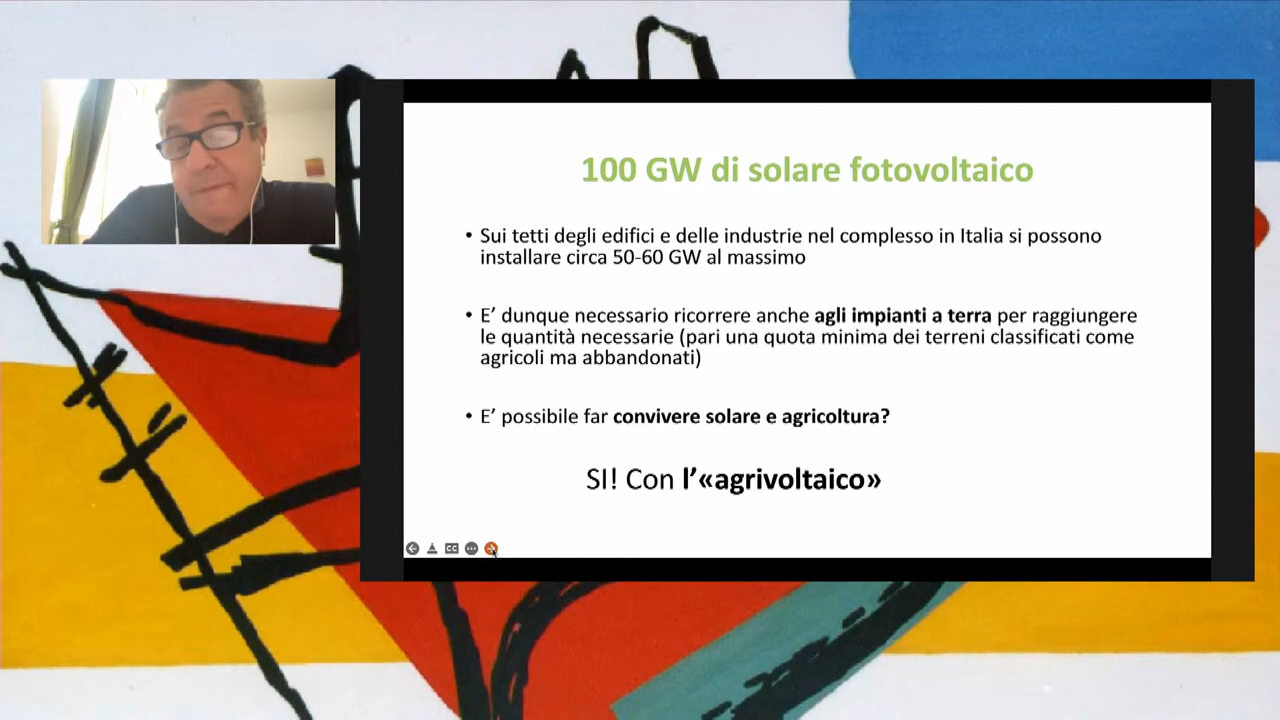 100 GW di solare fotovoltaico
• Sui tetti degli edifici e delle industrie nel complesso in Italia si possono
installare circa 50-60 GW al massimo
• E’ dunque necessario ricorrere anche agli impianti a terra per raggiungere
le quantità necessarie (pari una quota minima dei terreni classificati come
agricoli ma abbandonati)
• E’ possibile far convivere solare e agricoltura?
SI! Con l’«agrivoltaico»
CC